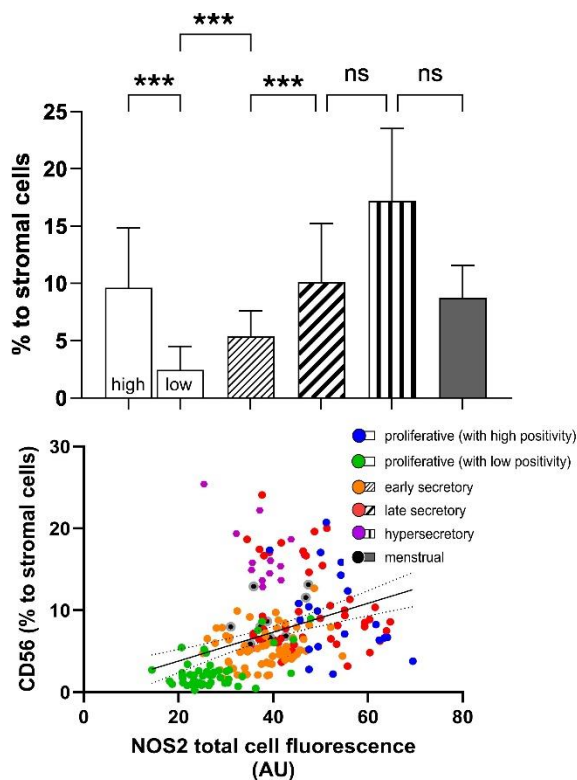 ***
*** *** ns ns
25
20
15
10
5
0
% to stromal cells
high low
30
20
10
0
CD56 (% to stromal cells)
proliferative (with high positivity)
proliferative (with low positivity)
early secretory
late secretory
hypersecretory
menstrual
0 20 40 60 80
NOS2 total cell fluorescence
(AU)